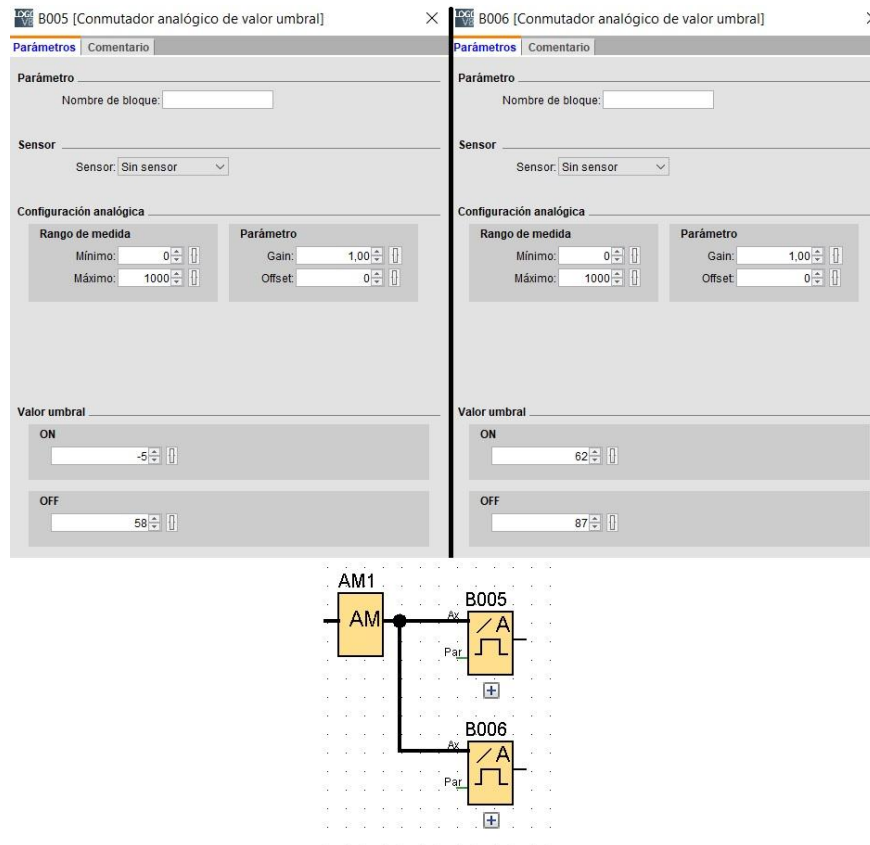 B005 [Conmutador analógico de valor umbral]
Parámetros Comentario
Parámetro
Nombre de bloque:
Sensor
Sensor: Sin sensor
Configuración analógica
Rango de medida
Mínimo: 0
Máximo: 1000
Parámetro
Gain: 1,00
Offset: 0
Valor umbral
ON
-5
OFF
58
B006 [Conmutador analógico de valor umbral]
Parámetros Comentario
Parámetro
Nombre de bloque:
Sensor
Sensor: Sin sensor
Configuración analógica
Rango de medida
Mínimo: 0
Máximo: 1000
Parámetro
Gain: 1,00
Offset: 0
Valor umbral
ON
62
OFF
87
AM1
AM
B005
Ax
A
Par
B006
Ax
A
Par